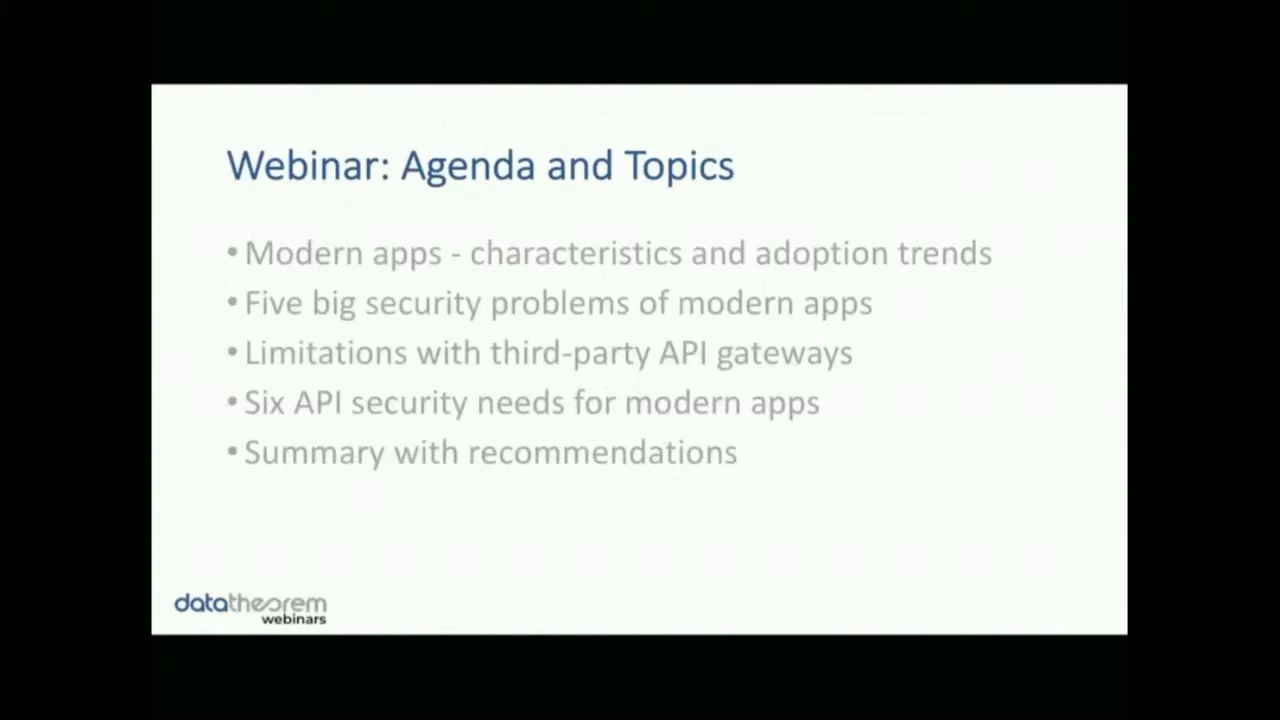 Webinar: Agenda and Topics
• Modern apps - characteristics and adoption trends
• Five big security problems of modern apps
• Limitations with third-party API gateways
• Six API security needs for modern apps
• Summary with recommendations
datatheorem
webinars